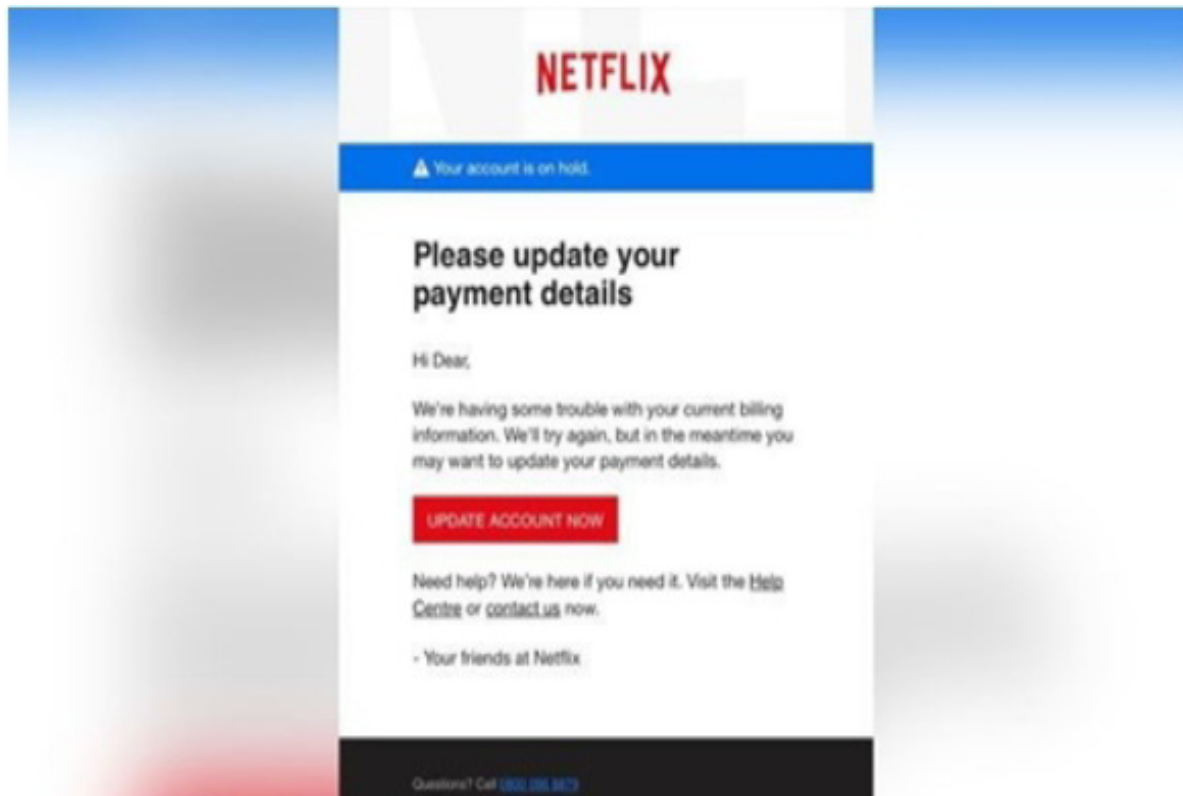 NETFLIX
Your account is on hold.
Please update your
payment details
Hi Dear,
We're having some trouble with your current billing
information. We'll try again, but in the meantime you
may want to update your payment details.
UPDATE ACCOUNT NOW
Need help? We're here if you need it. Visit the Help
Centre or contact us now.
- Your friends at Netflix
Questions? Call